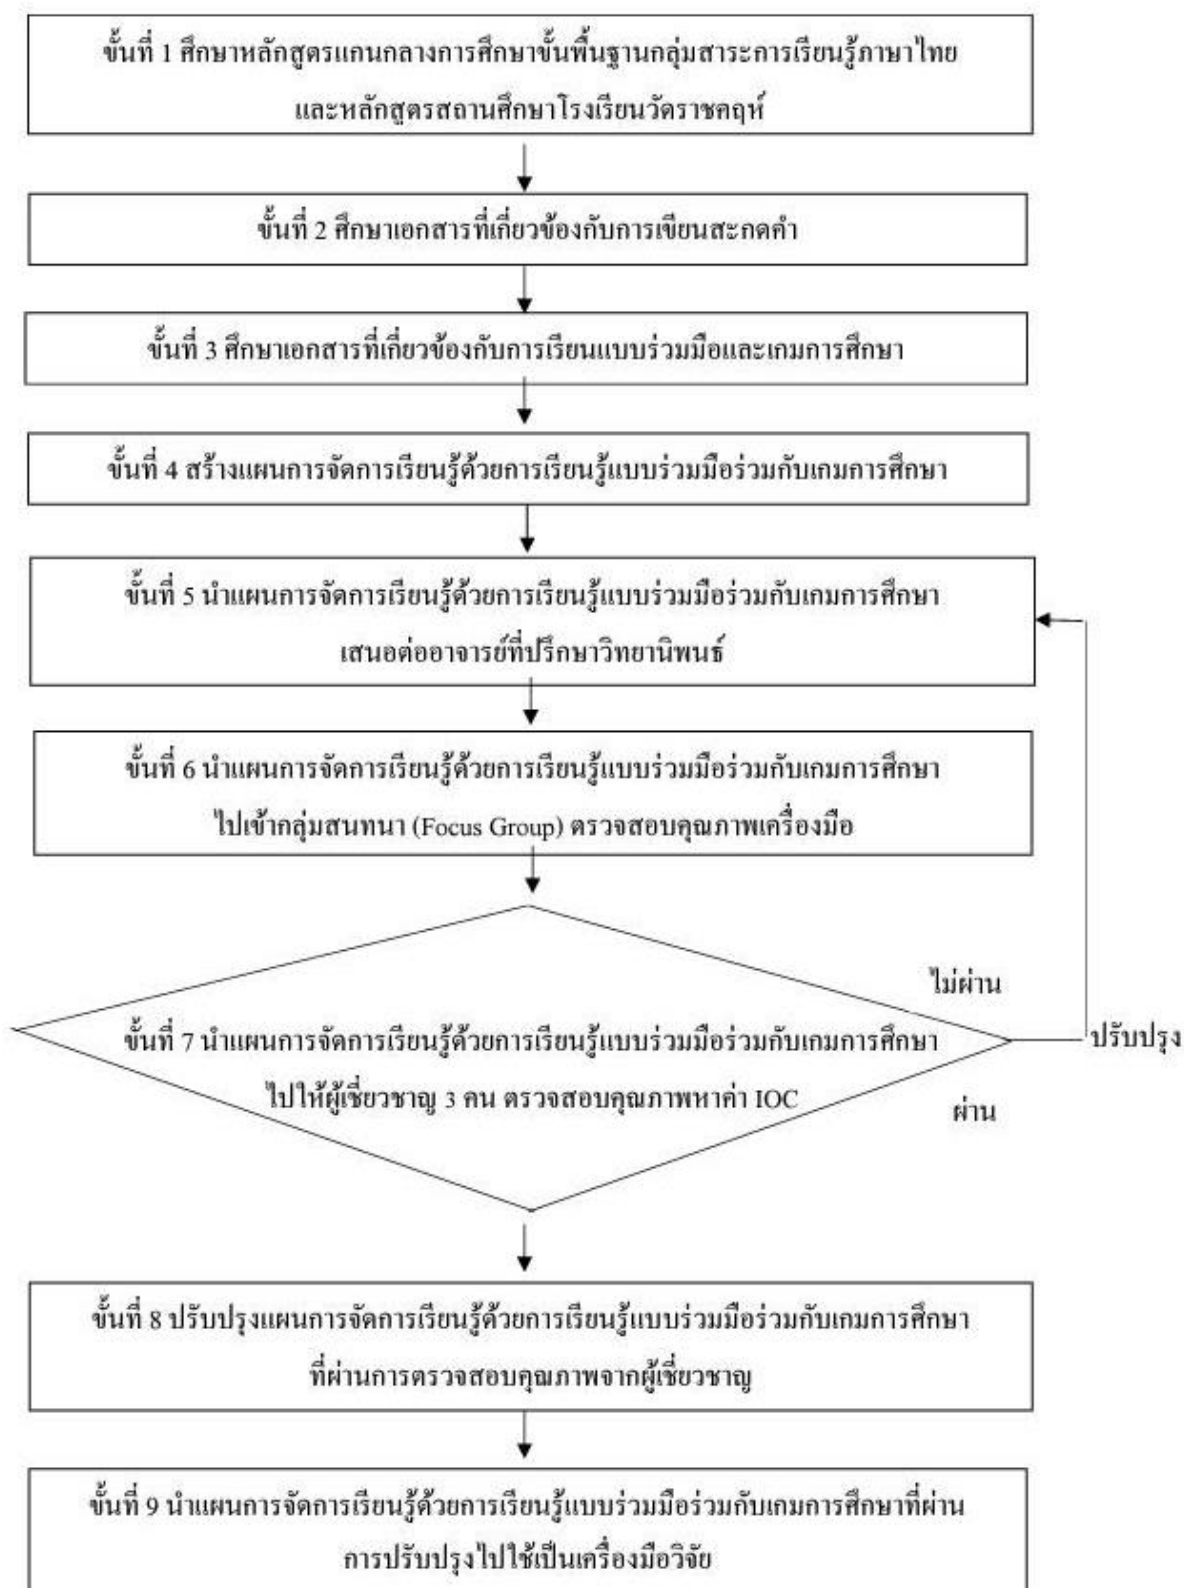 ขั้นที่ 1 ศึกษาหลักสูตรแกนกลางการศึกษาขั้นพื้นฐานกลุ่มสาระการเรียนรู้ภาษาไทย
และหลักสูตรสถานศึกษาโรงเรียนวัดราชคฤห์
ขั้นที่ 2 ศึกษาเอกสารที่เกี่ยวข้องกับการเขียนสะกดคำ
ขั้นที่ 3 ศึกษาเอกสารที่เกี่ยวข้องกับการเรียนแบบร่วมมือและเกมการศึกษา
ขั้นที่ 4 สร้างแผนการจัดการเรียนรู้ด้วยการเรียนรู้แบบร่วมมือร่วมกับเกมการศึกษา
ขั้นที่ 5 นำแผนการจัดการเรียนรู้ด้วยการเรียนรู้แบบร่วมมือร่วมกับเกมการศึกษา
เสนอต่ออาจารย์ที่ปรึกษาวิทยานิพนธ์
ขั้นที่ 6 นำแผนการจัดการเรียนรู้ด้วยการเรียนรู้แบบร่วมมือร่วมกับเกมการศึกษา
ไปเข้ากลุ่มสนทนา (Focus Group) ตรวจสอบคุณภาพเครื่องมือ
ไม่ผ่าน
ขั้นที่ 7 นำแผนการจัดการเรียนรู้ด้วยการเรียนรู้แบบร่วมมือร่วมกับเกมการศึกษา
ปรับปรุง
ไปให้ผู้เชี่ยวชาญ 3 คน ตรวจสอบคุณภาพหาค่า IOC
ผ่าน
ขั้นที่ 8 ปรับปรุงแผนการจัดการเรียนรู้ด้วยการเรียนรู้แบบร่วมมือร่วมกับเกมการศึกษา
ที่ผ่านการตรวจสอบคุณภาพจากผู้เชี่ยวชาญ
ขั้นที่ 9 นำแผนการจัดการเรียนรู้ด้วยการเรียนรู้แบบร่วมมือร่วมกับเกมการศึกษาที่ผ่าน
การปรับปรุงไปใช้เป็นเครื่องมือวิจัย